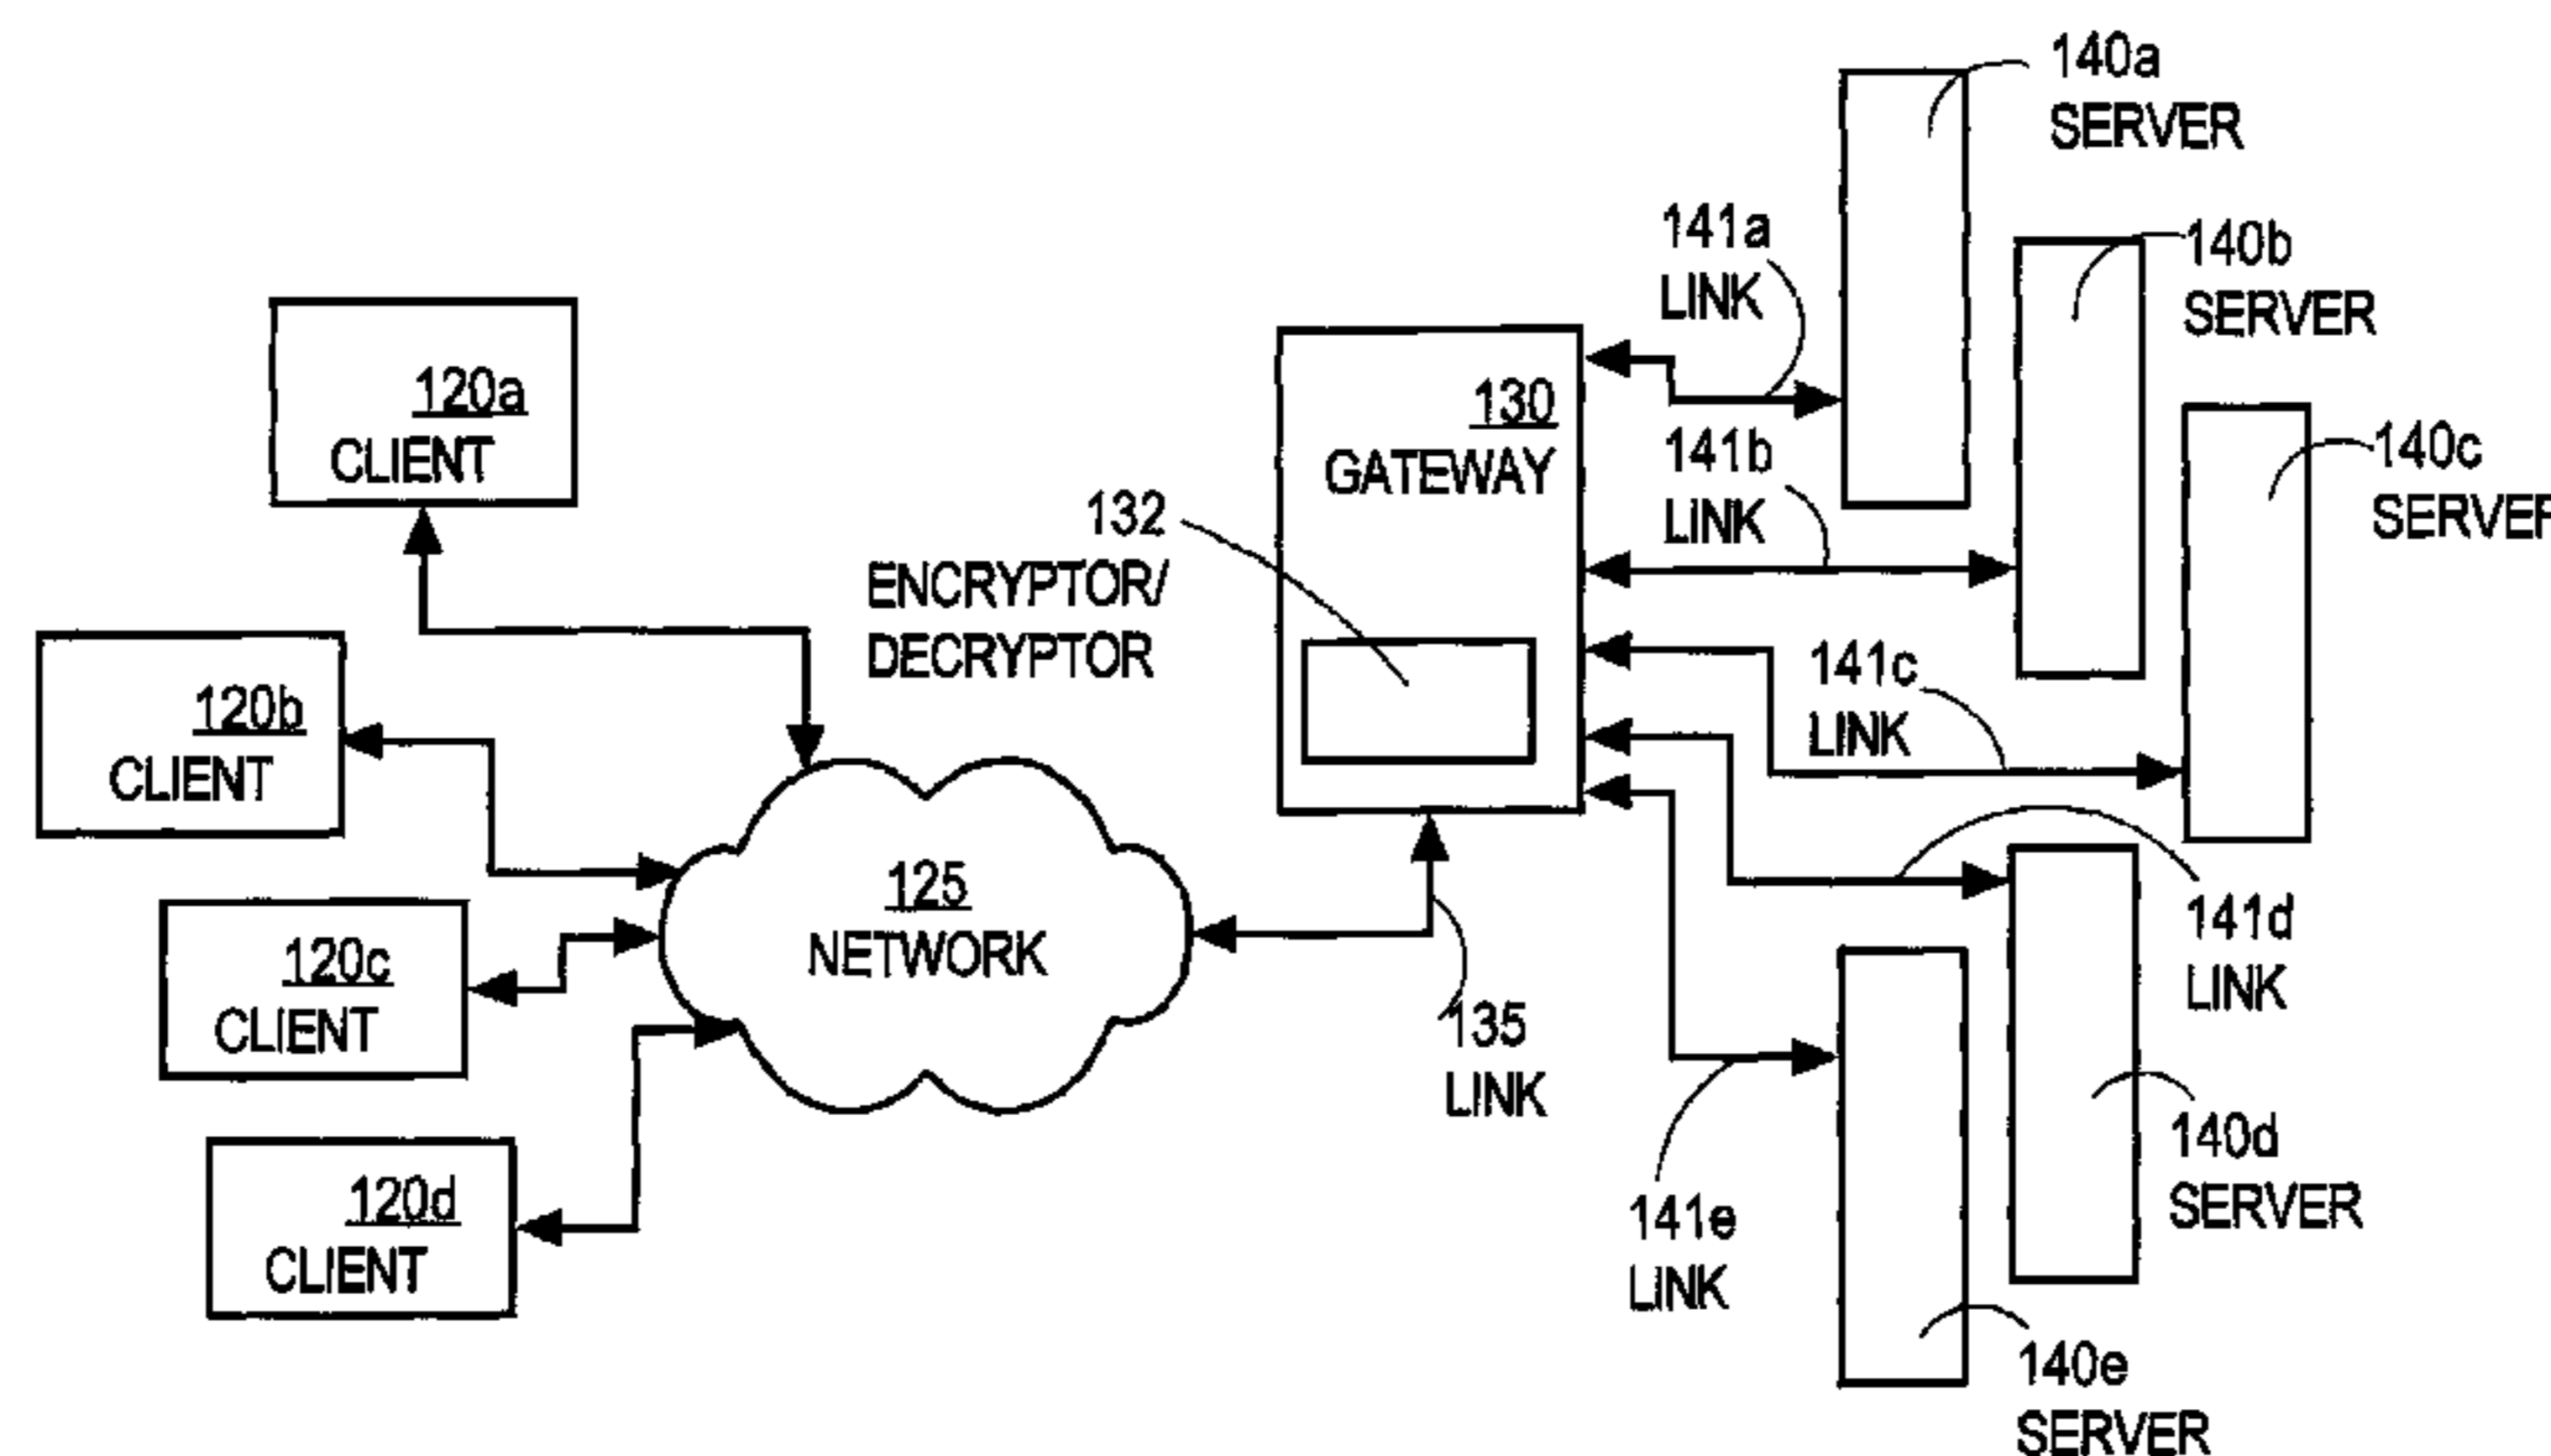 140a
SERVER
141a
LINK
140b
SERVER
120a
CLIENT
130
GATEWAY
141b
LINK
140c
SERVER
132
ENCRYPTOR/
DECRYPTOR
120b
CLIENT
141c
LINK
125
NETWORK
120c
CLIENT
135
LINK
141d
LINK
120d
CLIENT
141e
LINK
140d
SERVER
140e
SERVER